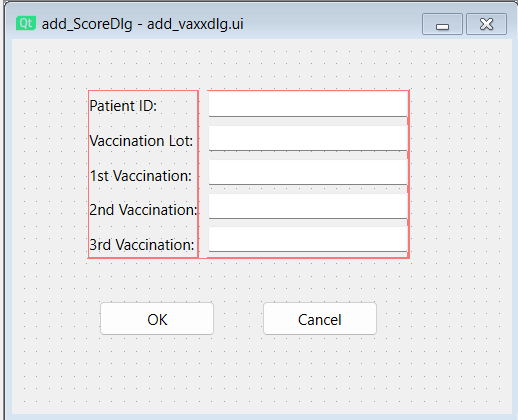 Qt add_ScoreDlg - add_vaxxdlg.ui
Patient ID:
Vaccination Lot:
1st Vaccination:
2nd Vaccination:
3rd Vaccination:
OK Cancel